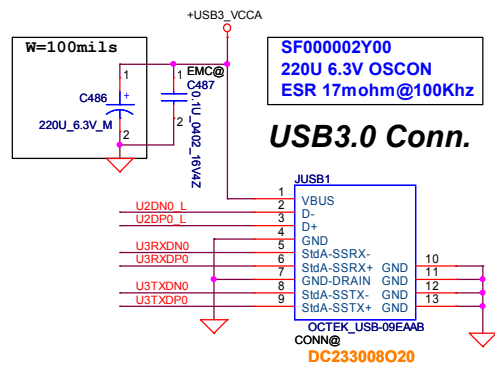 +USB3_VCCA
W=100mils
SF000002Y00
220U 6.3V OSCON
ESR 17mohm@100Khz
1
+
C486
220U_6.3V_M
2
EMC@
1
C487
2
0.1U_0402_16V4Z
USB3.0 Conn.
JUSB1
1 VBUS
U2DN0_L 2 D-
U2DP0_L 3 D+
4 GND
U3RXDN0 5 StdA-SSRX-
U3RXDP0 6 StdA-SSRX+ GND 10
7 GND-DRAIN GND 11
U3TXDN0 8 StdA-SSTX- GND 12
U3TXDP0 9 StdA-SSTX+ GND 13
OCTEK_USB-09EAAB
CONN@
DC233008O20